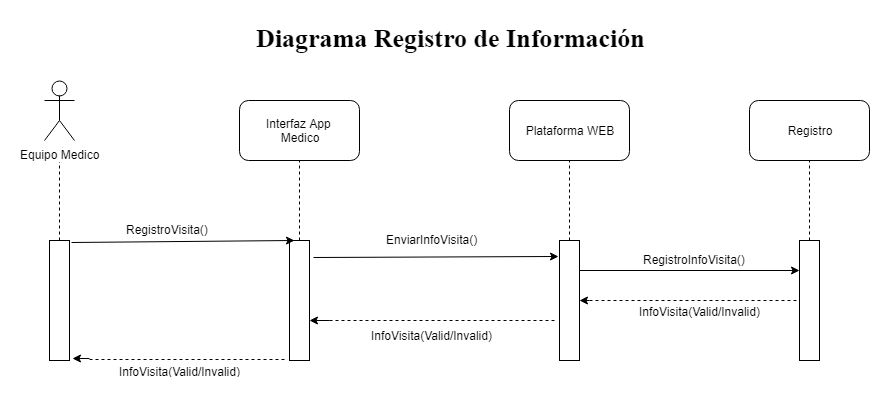 Diagrama Registro de Información
Interfaz App
Medico
Plataforma WEB
Registro
Equipo Medico
RegistroVisita()
EnviarInfoVisita()
RegistroInfoVisita()
InfoVisita(Valid/Invalid)
InfoVisita(Valid/Invalid)
InfoVisita(Valid/Invalid)